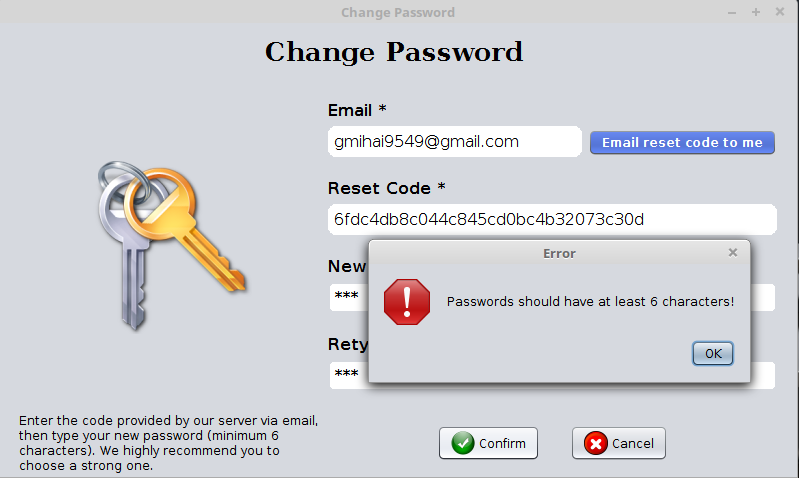 Change Password
Change Password
Email *
gmihai9549@gmail.com
Email reset code to me
Reset Code *
6fdc4db8c044c845cd0bc4b32073c30d
Error
New
***
Passwords should have at least 6 characters!
OK
Rety
***
Enter the code provided by our server via email,
then type your new password (minimum 6
characters). We highly recommend you to
choose a strong one.
Confirm
Cancel